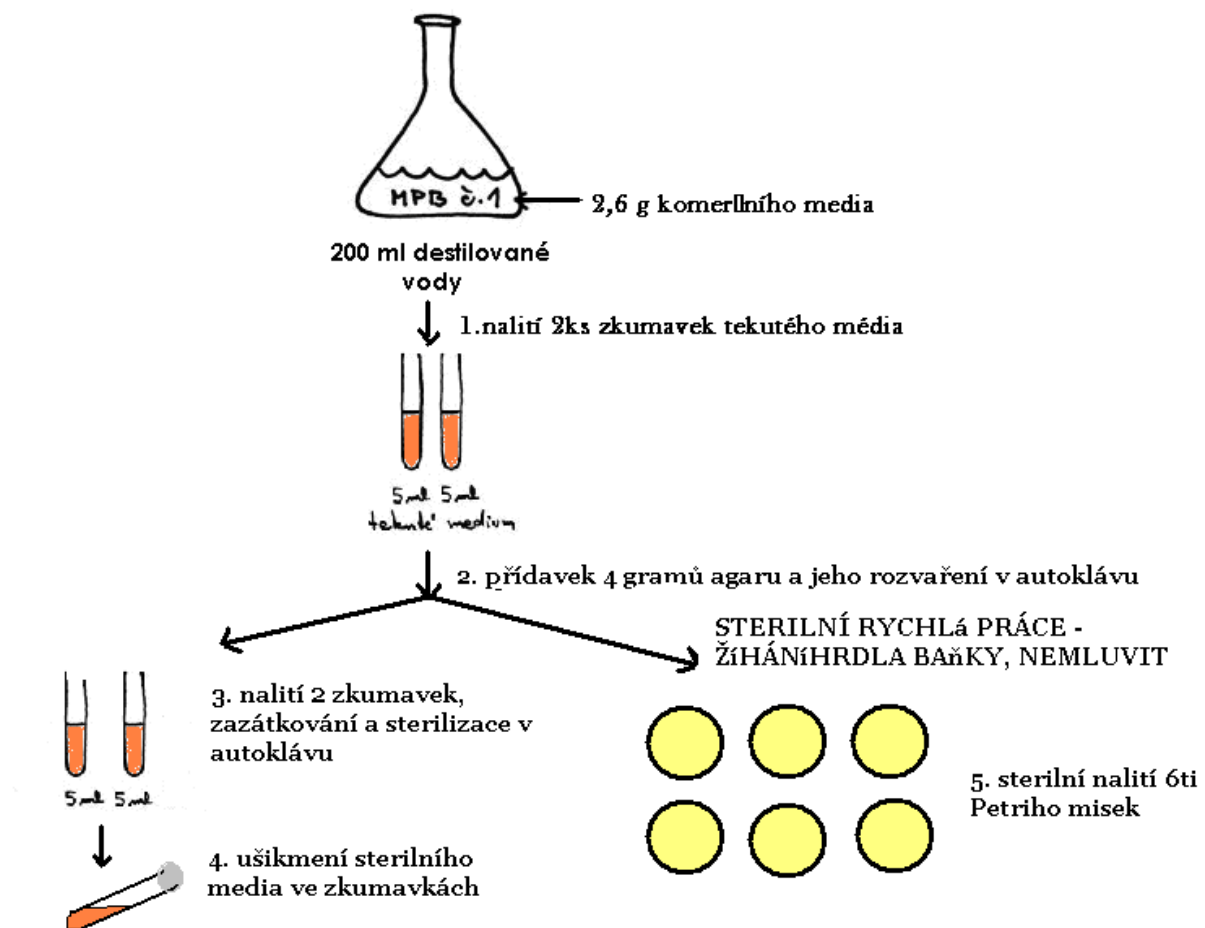 MPB č.1
2,6 g komerního media
200 ml destilované
vody
1.nalití 2ks zkumavek tekutého média
5ml 5ml
tekuté medium
2. přídavek 4 gramů agaru a jeho rozvaření v autoklávu
STERILNÍ RYCHLá PRÁCE -
ŽíHÁNíHRDLA BAňKY, NEMLUVIT
3. nalití 2 zkumavek,
zazátkování a sterilizace v
autoklávu
5ml 5ml
5. sterilní nalití 6ti
Petriho misek
4. ušikmení sterilního
media ve zkumavkách